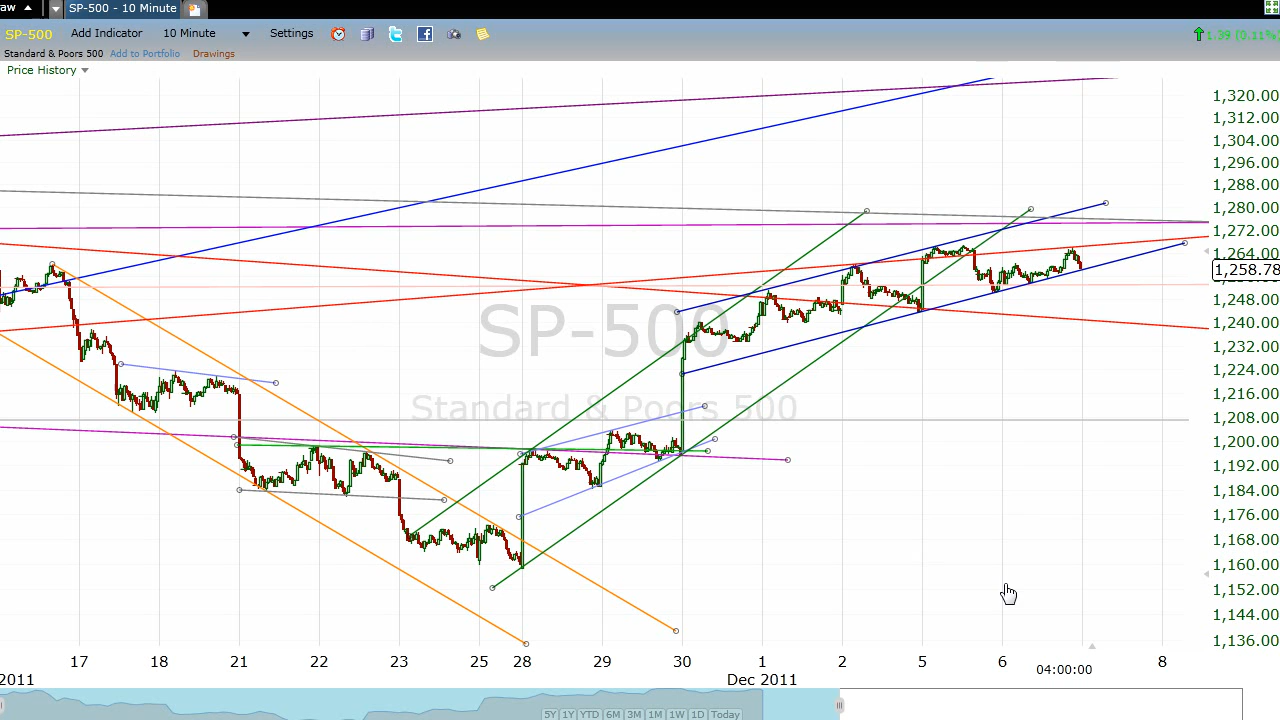 aw SP-500 - 10 Minute
SP-500 Add Indicator 10 Minute Settings 1.39 (0.11%
Standard & Poors 500 Add to Portfolio Drawings
Price History
1,320.00
1,312.00
1,304.00
1,296.00
1,288.00
1,280.00
1,272.00
1,264.00
1,258.78
1,248.00
1,240.00
1,232.00
1,224.00
1,216.00
1,208.00
1,200.00
1,192.00
1,184.00
1,176.00
1,168.00
1,160.00
1,152.00
1,144.00
1,136.00
SP-500
Standard & Poors 500
17 18 21 22 23 25 28 29 30 1 2 5 6 04:00:00 8
2011 Dec 2011
5Y 1Y YTD 6M 3M 1M 1W 1D Today